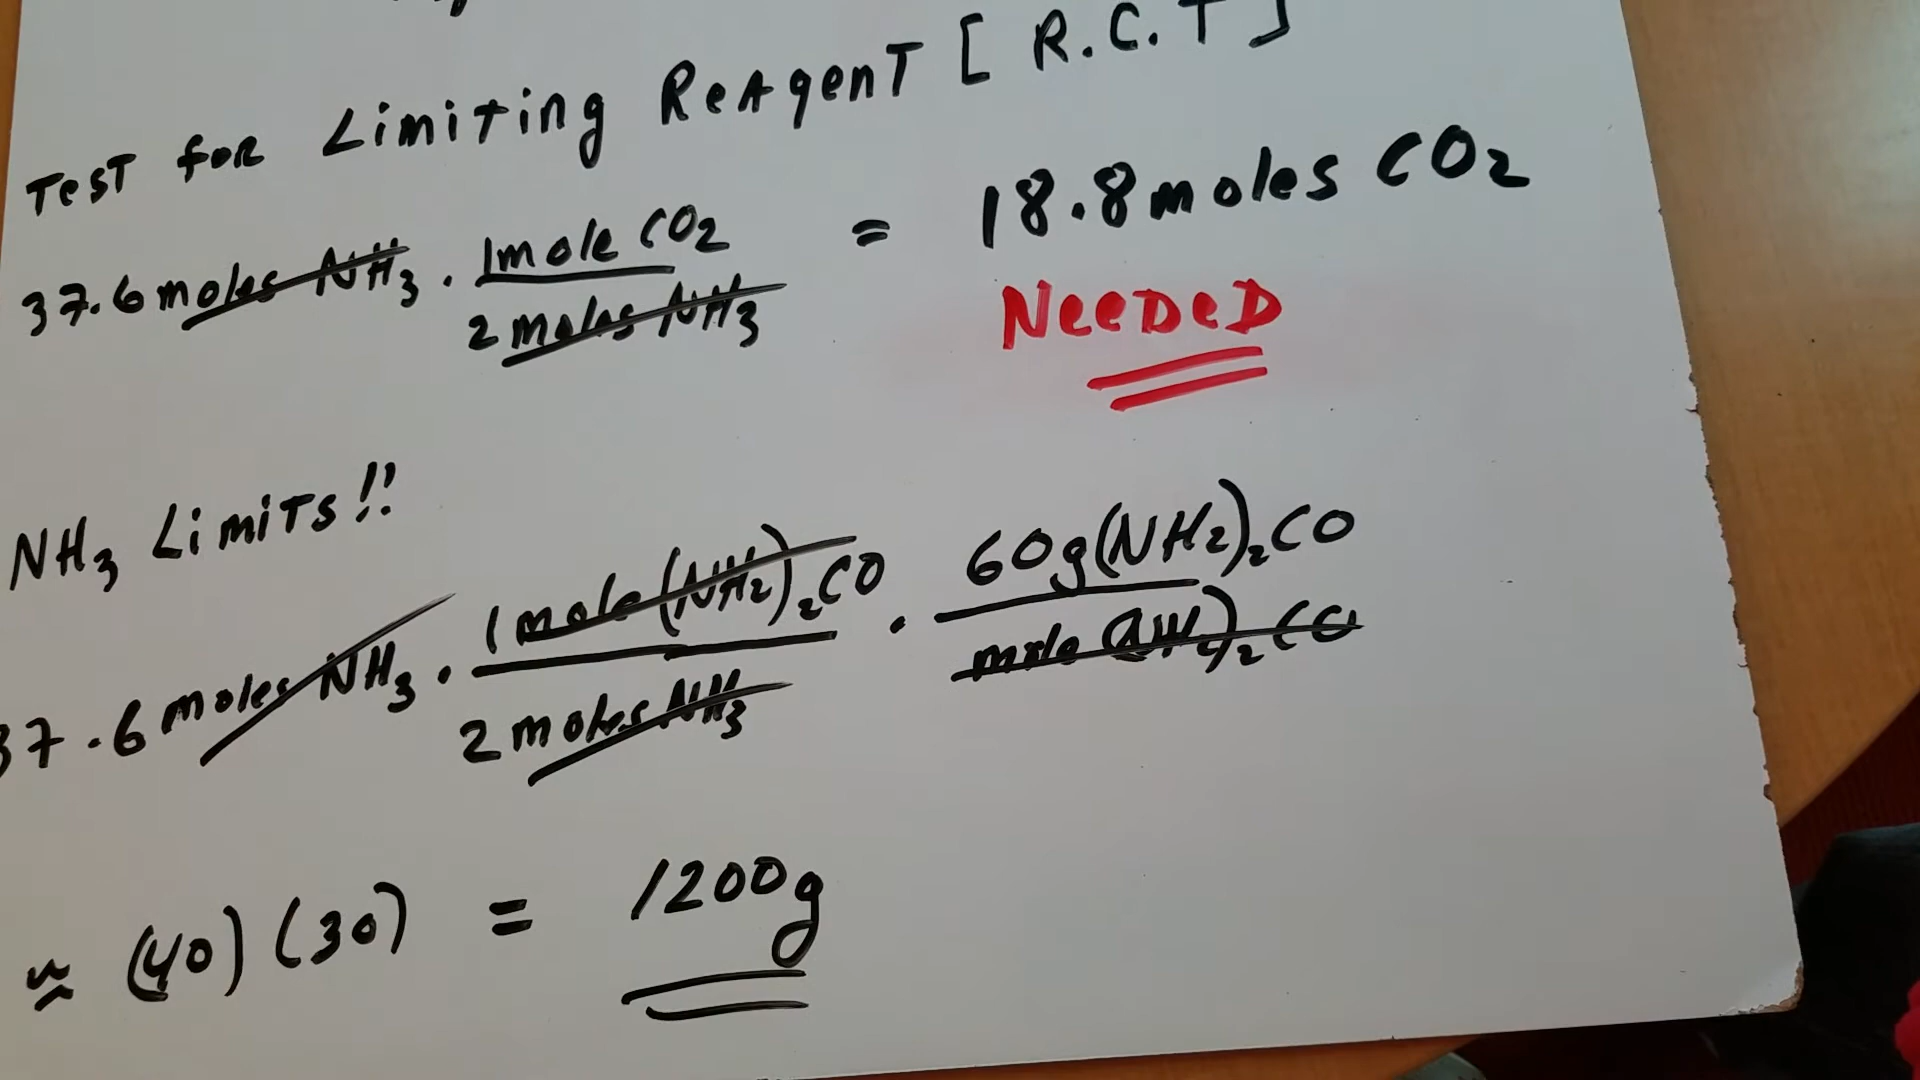 TEST foR LimiTing ReAgenT [ R.C.T ]
37.6 moles NH3 · 1mole CO2 / 2 moles NH3 = 18.8 moles CO2
NeeDeD
NH3 LimiTs!!
37.6 moles NH3 · 1 mole (NH2)2CO / 2 moles NH3 · 60g (NH2)2CO / mole (NH2)2CO
≈ (40) (30) = 1200g